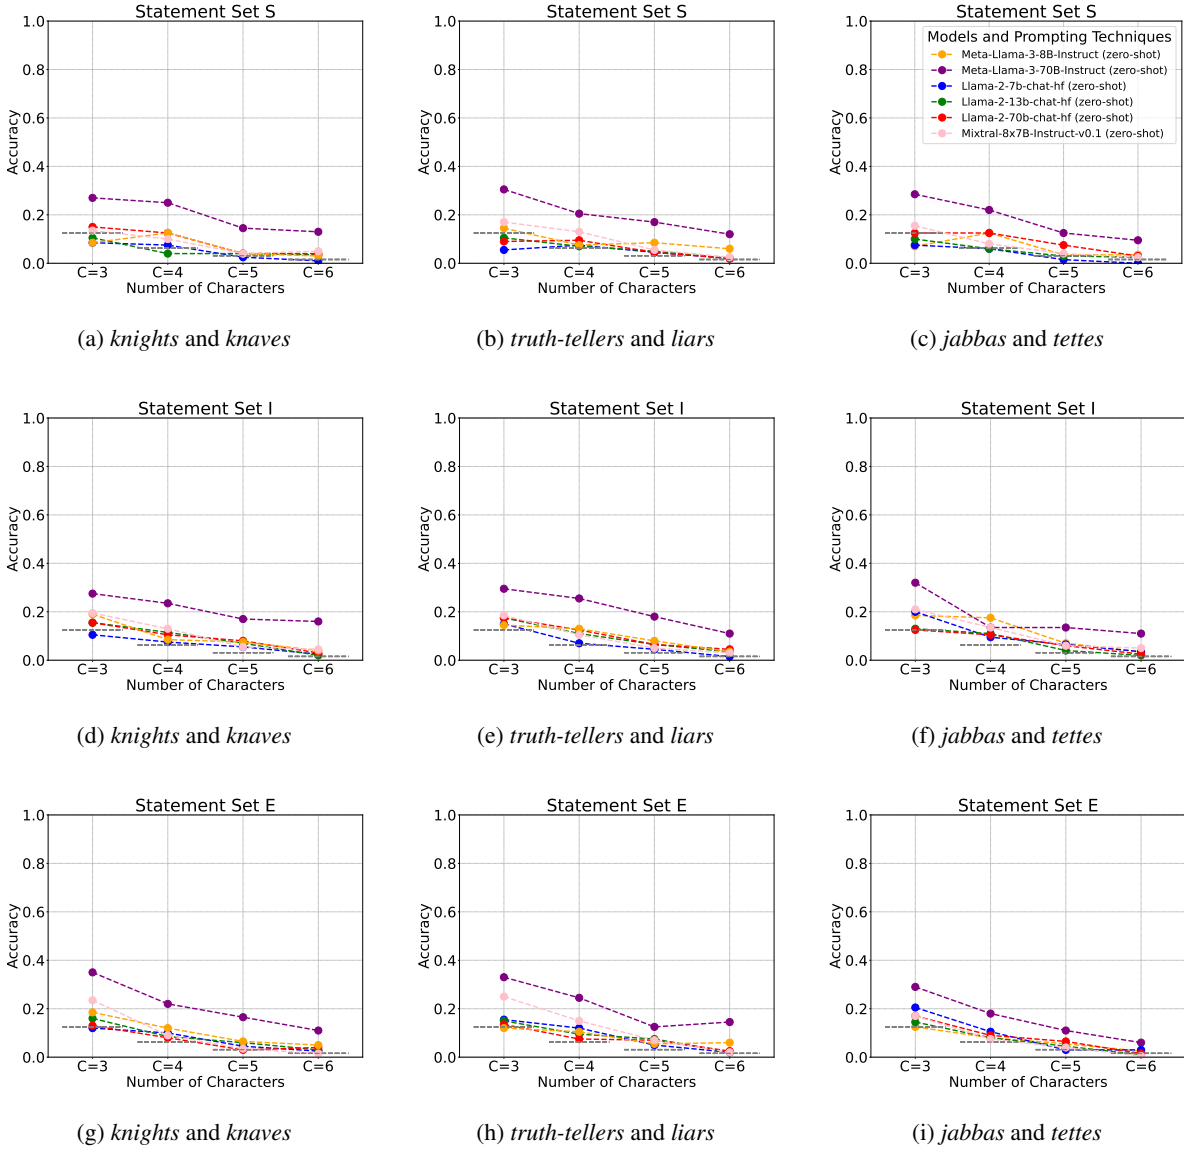 Statement Set S
Statement Set S
Statement Set S
1.0
0.8
0.6
0.4
0.2
0.0
Accuracy
C=3 C=4 C=5 C=6
Number of Characters
1.0
0.8
0.6
0.4
0.2
0.0
Accuracy
C=3 C=4 C=5 C=6
Number of Characters
1.0
0.8
0.6
0.4
0.2
0.0
Accuracy
Models and Prompting Techniques
Meta-Llama-3-8B-Instruct (zero-shot)
Meta-Llama-3-70B-Instruct (zero-shot)
Llama-2-7b-chat-hf (zero-shot)
Llama-2-13b-chat-hf (zero-shot)
Llama-2-70b-chat-hf (zero-shot)
Mixtral-8x7B-Instruct-v0.1 (zero-shot)
C=3 C=4 C=5 C=6
Number of Characters
(a) knights and knaves
(b) truth-tellers and liars
(c) jabbas and tettes
Statement Set I
Statement Set I
Statement Set I
1.0
0.8
0.6
0.4
0.2
0.0
Accuracy
C=3 C=4 C=5 C=6
Number of Characters
1.0
0.8
0.6
0.4
0.2
0.0
Accuracy
C=3 C=4 C=5 C=6
Number of Characters
1.0
0.8
0.6
0.4
0.2
0.0
Accuracy
C=3 C=4 C=5 C=6
Number of Characters
(d) knights and knaves
(e) truth-tellers and liars
(f) jabbas and tettes
Statement Set E
Statement Set E
Statement Set E
1.0
0.8
0.6
0.4
0.2
0.0
Accuracy
C=3 C=4 C=5 C=6
Number of Characters
1.0
0.8
0.6
0.4
0.2
0.0
Accuracy
C=3 C=4 C=5 C=6
Number of Characters
1.0
0.8
0.6
0.4
0.2
0.0
Accuracy
C=3 C=4 C=5 C=6
Number of Characters
(g) knights and knaves
(h) truth-tellers and liars
(i) jabbas and tettes